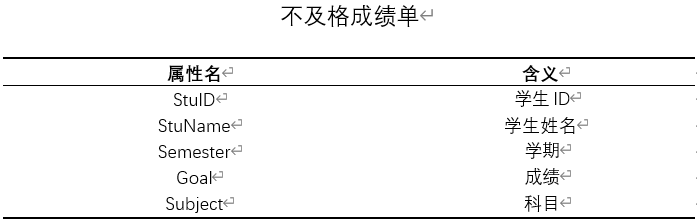 不及格成绩单
属性名 含义
StuID 学生 ID
StuName 学生姓名
Semester 学期
Goal 成绩
Subject 科目